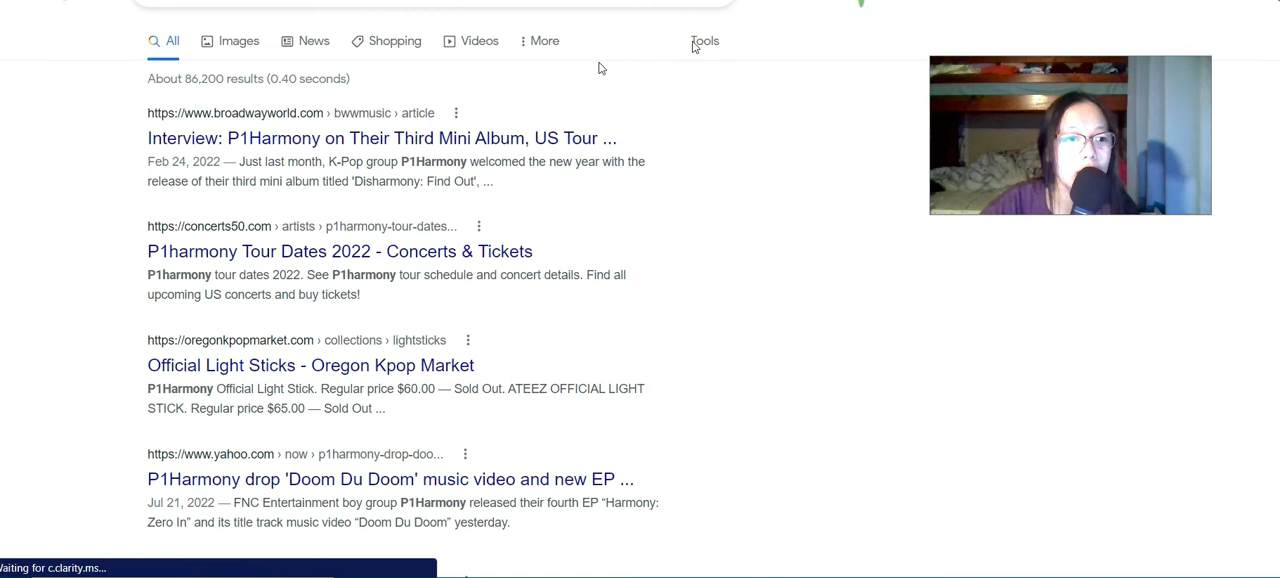 All Images News Shopping Videos More Tools
About 86,200 results (0.40 seconds)
https://www.broadwayworld.com › bwwmusic › article
Interview: P1Harmony on Their Third Mini Album, US Tour ...
Feb 24, 2022 — Just last month, K-Pop group P1Harmony welcomed the new year with the
release of their third mini album titled 'Disharmony: Find Out', ...
https://concerts50.com › artists › p1harmony-tour-dates...
P1harmony Tour Dates 2022 - Concerts & Tickets
P1harmony tour dates 2022. See P1harmony tour schedule and concert details. Find all
upcoming US concerts and buy tickets!
https://oregonkpopmarket.com › collections › lightsticks
Official Light Sticks - Oregon Kpop Market
P1Harmony Official Light Stick. Regular price $60.00 — Sold Out. ATEEZ OFFICIAL LIGHT
STICK. Regular price $65.00 — Sold Out ...
https://www.yahoo.com › now › p1harmony-drop-doo...
P1Harmony drop 'Doom Du Doom' music video and new EP ...
Jul 21, 2022 — FNC Entertainment boy group P1Harmony released their fourth EP “Harmony:
Zero In” and its title track music video “Doom Du Doom” yesterday.
Waiting for c.clarity.ms...